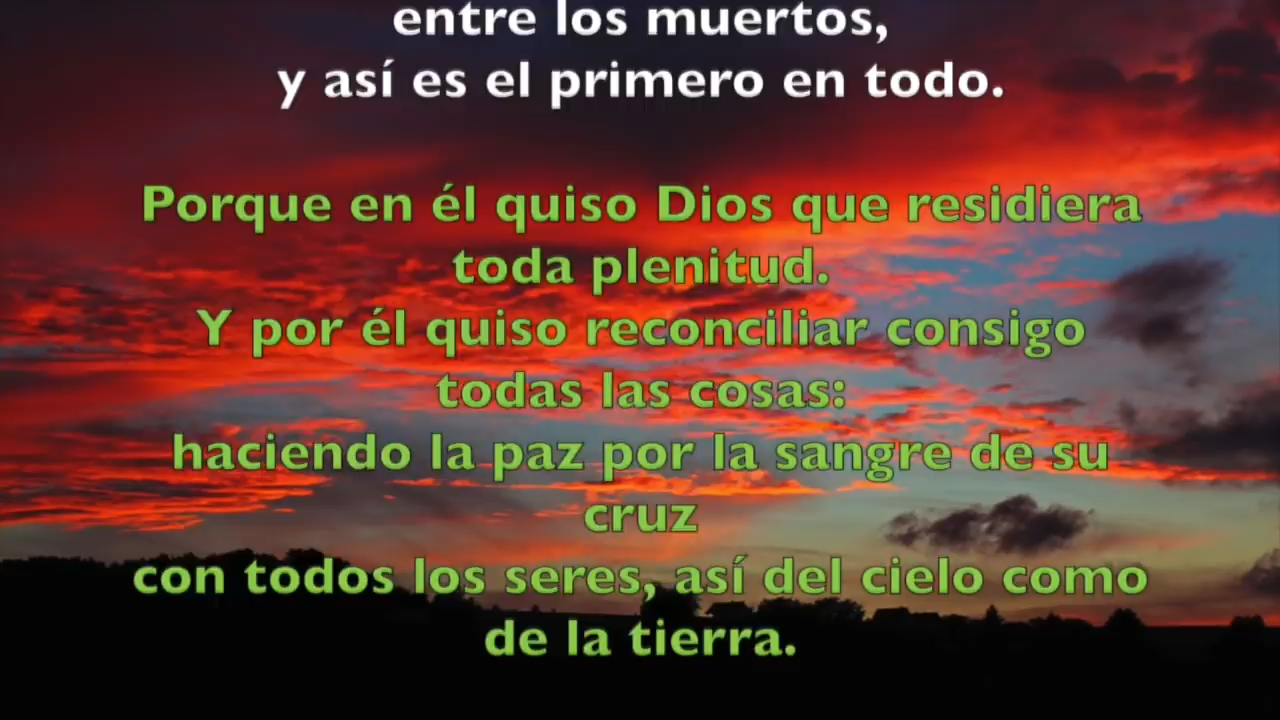 entre los muertos,
y así es el primero en todo.
Porque en él quiso Dios que residiera
toda plenitud.
Y por él quiso reconciliar consigo
todas las cosas:
haciendo la paz por la sangre de su
cruz
con todos los seres, así del cielo como
de la tierra.